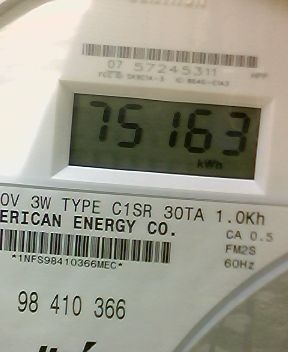 07 57245311
75163
kWh
0V 3W TYPE C1SR 30TA 1.0Kh
ERICAN ENERGY CO.
CA 0.5
FM2S
*1NFS98410366MEC*
60Hz
98 410 366